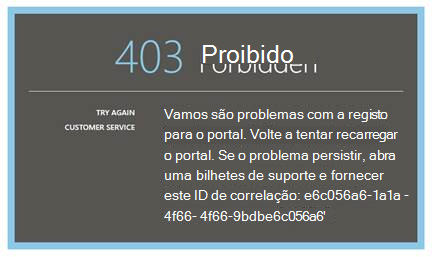 403 Proibido
Forbidden
TRY AGAIN
CUSTOMER SERVICE
Vamos são problemas com a registo
para o portal. Volte a tentar recarregar
o portal. Se o problema persistir, abra
uma bilhetes de suporte e fornecer
este ID de correlação: e6c056a6-1a1a -
4f66- 4f66-9bdbe6c056a6'